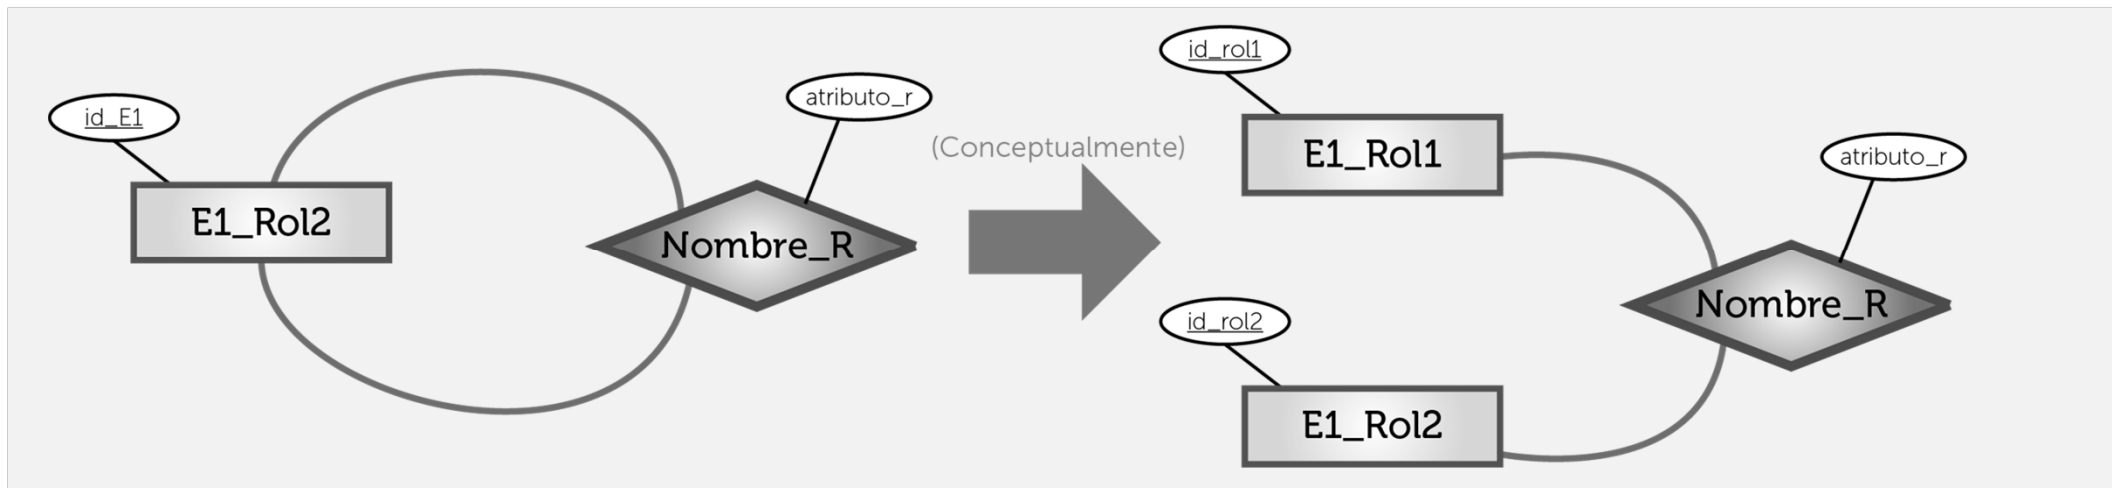 id_E1
E1_Rol2
atributo_r
Nombre_R
(Conceptualmente)
id_rol1
E1_Rol1
id_rol2
E1_Rol2
atributo_r
Nombre_R